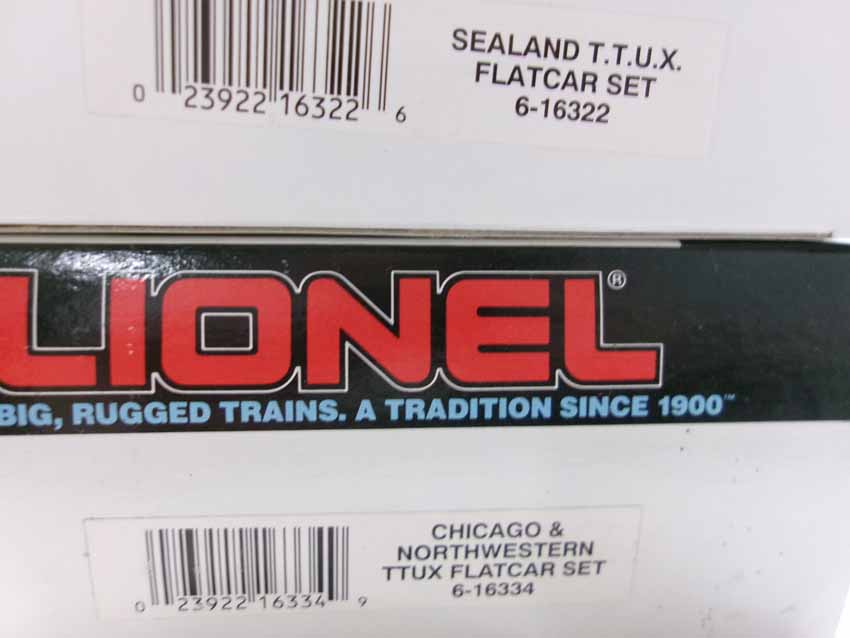 SEALAND T.T.U.X.
FLATCAR SET
6-16322
0 23922 16322 6
LIONEL®
BIG, RUGGED TRAINS. A TRADITION SINCE 1900™
CHICAGO &
NORTHWESTERN
TTUX FLATCAR SET
6-16334
0 23922 16334 9